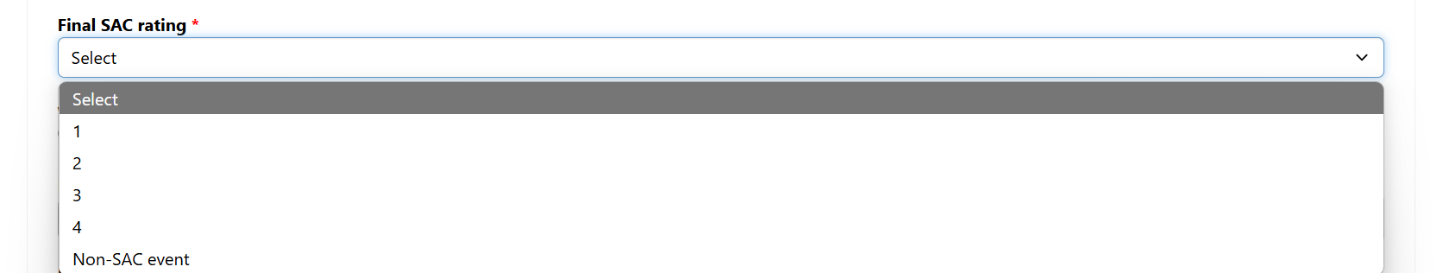 Final SAC rating *
Select
Select
1
2
3
4
Non-SAC event